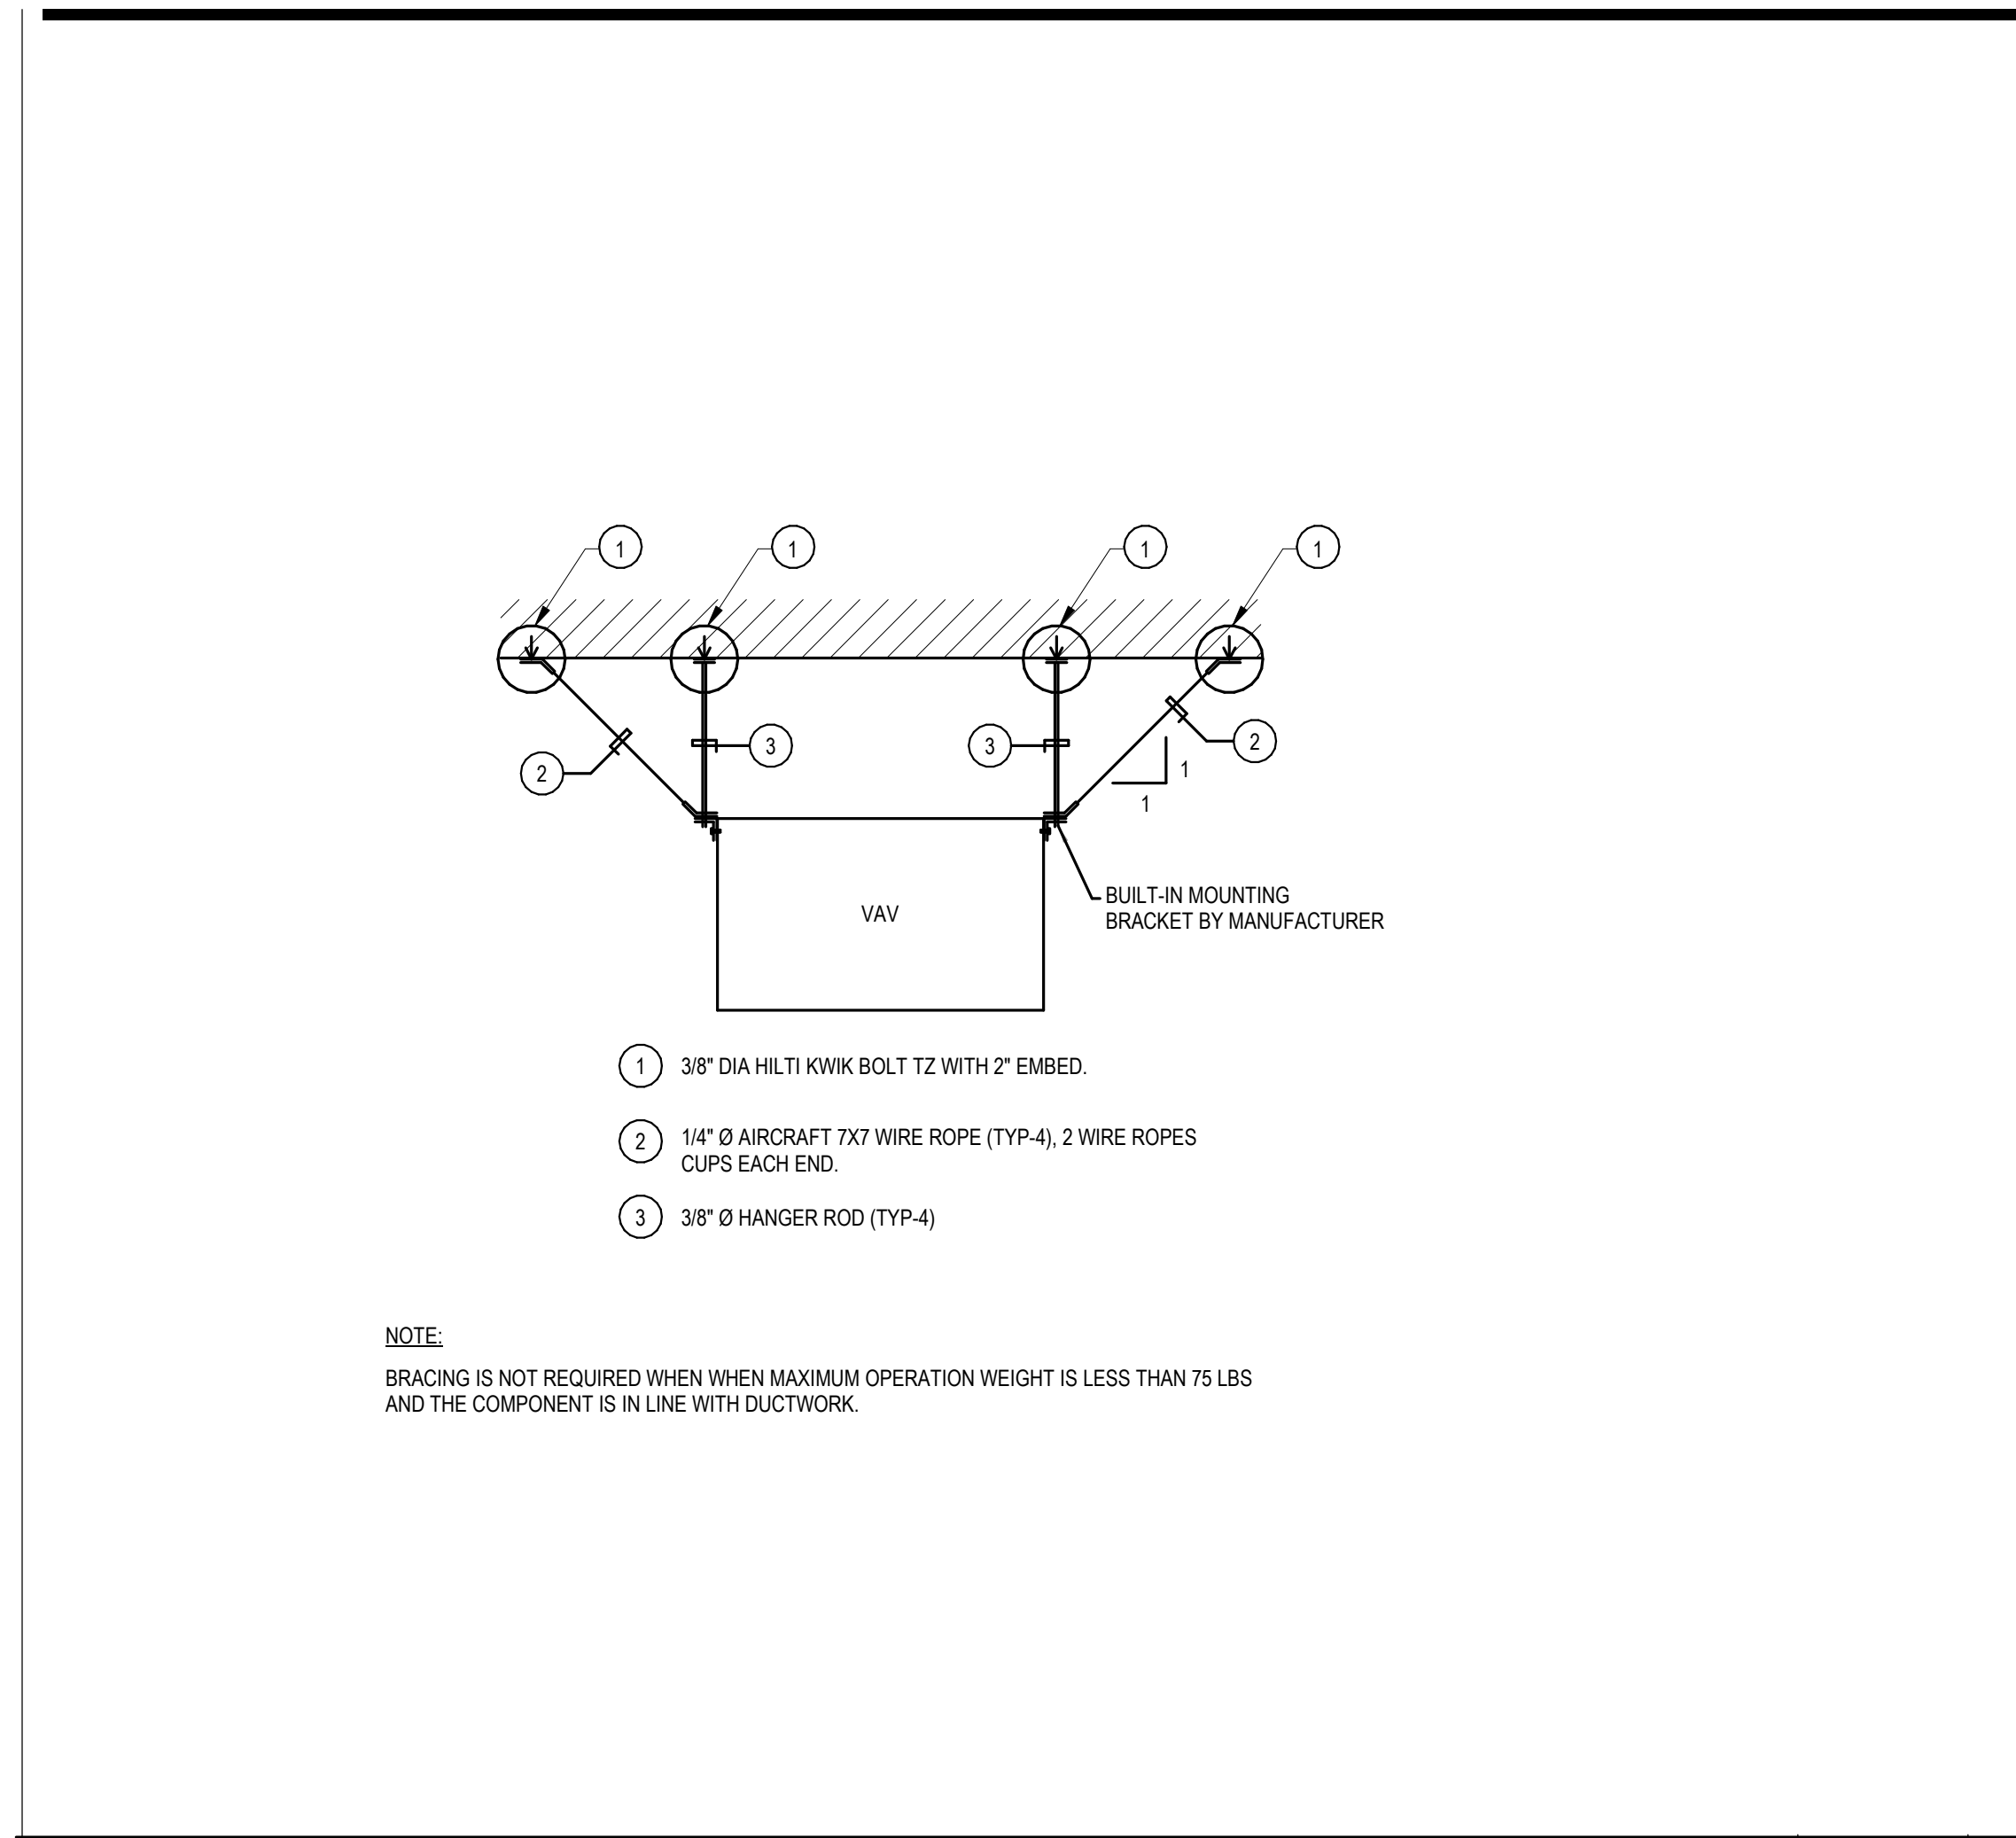 1
1
1
1
3
3
2
2
1
1
BUILT-IN MOUNTING
BRACKET BY MANUFACTURER
VAV
1 3/8" DIA HILTI KWIK BOLT TZ WITH 2" EMBED.
2 1/4" Ø AIRCRAFT 7X7 WIRE ROPE (TYP-4), 2 WIRE ROPES
CUPS EACH END.
3 3/8" Ø HANGER ROD (TYP-4)
NOTE:
BRACING IS NOT REQUIRED WHEN WHEN MAXIMUM OPERATION WEIGHT IS LESS THAN 75 LBS
AND THE COMPONENT IS IN LINE WITH DUCTWORK.